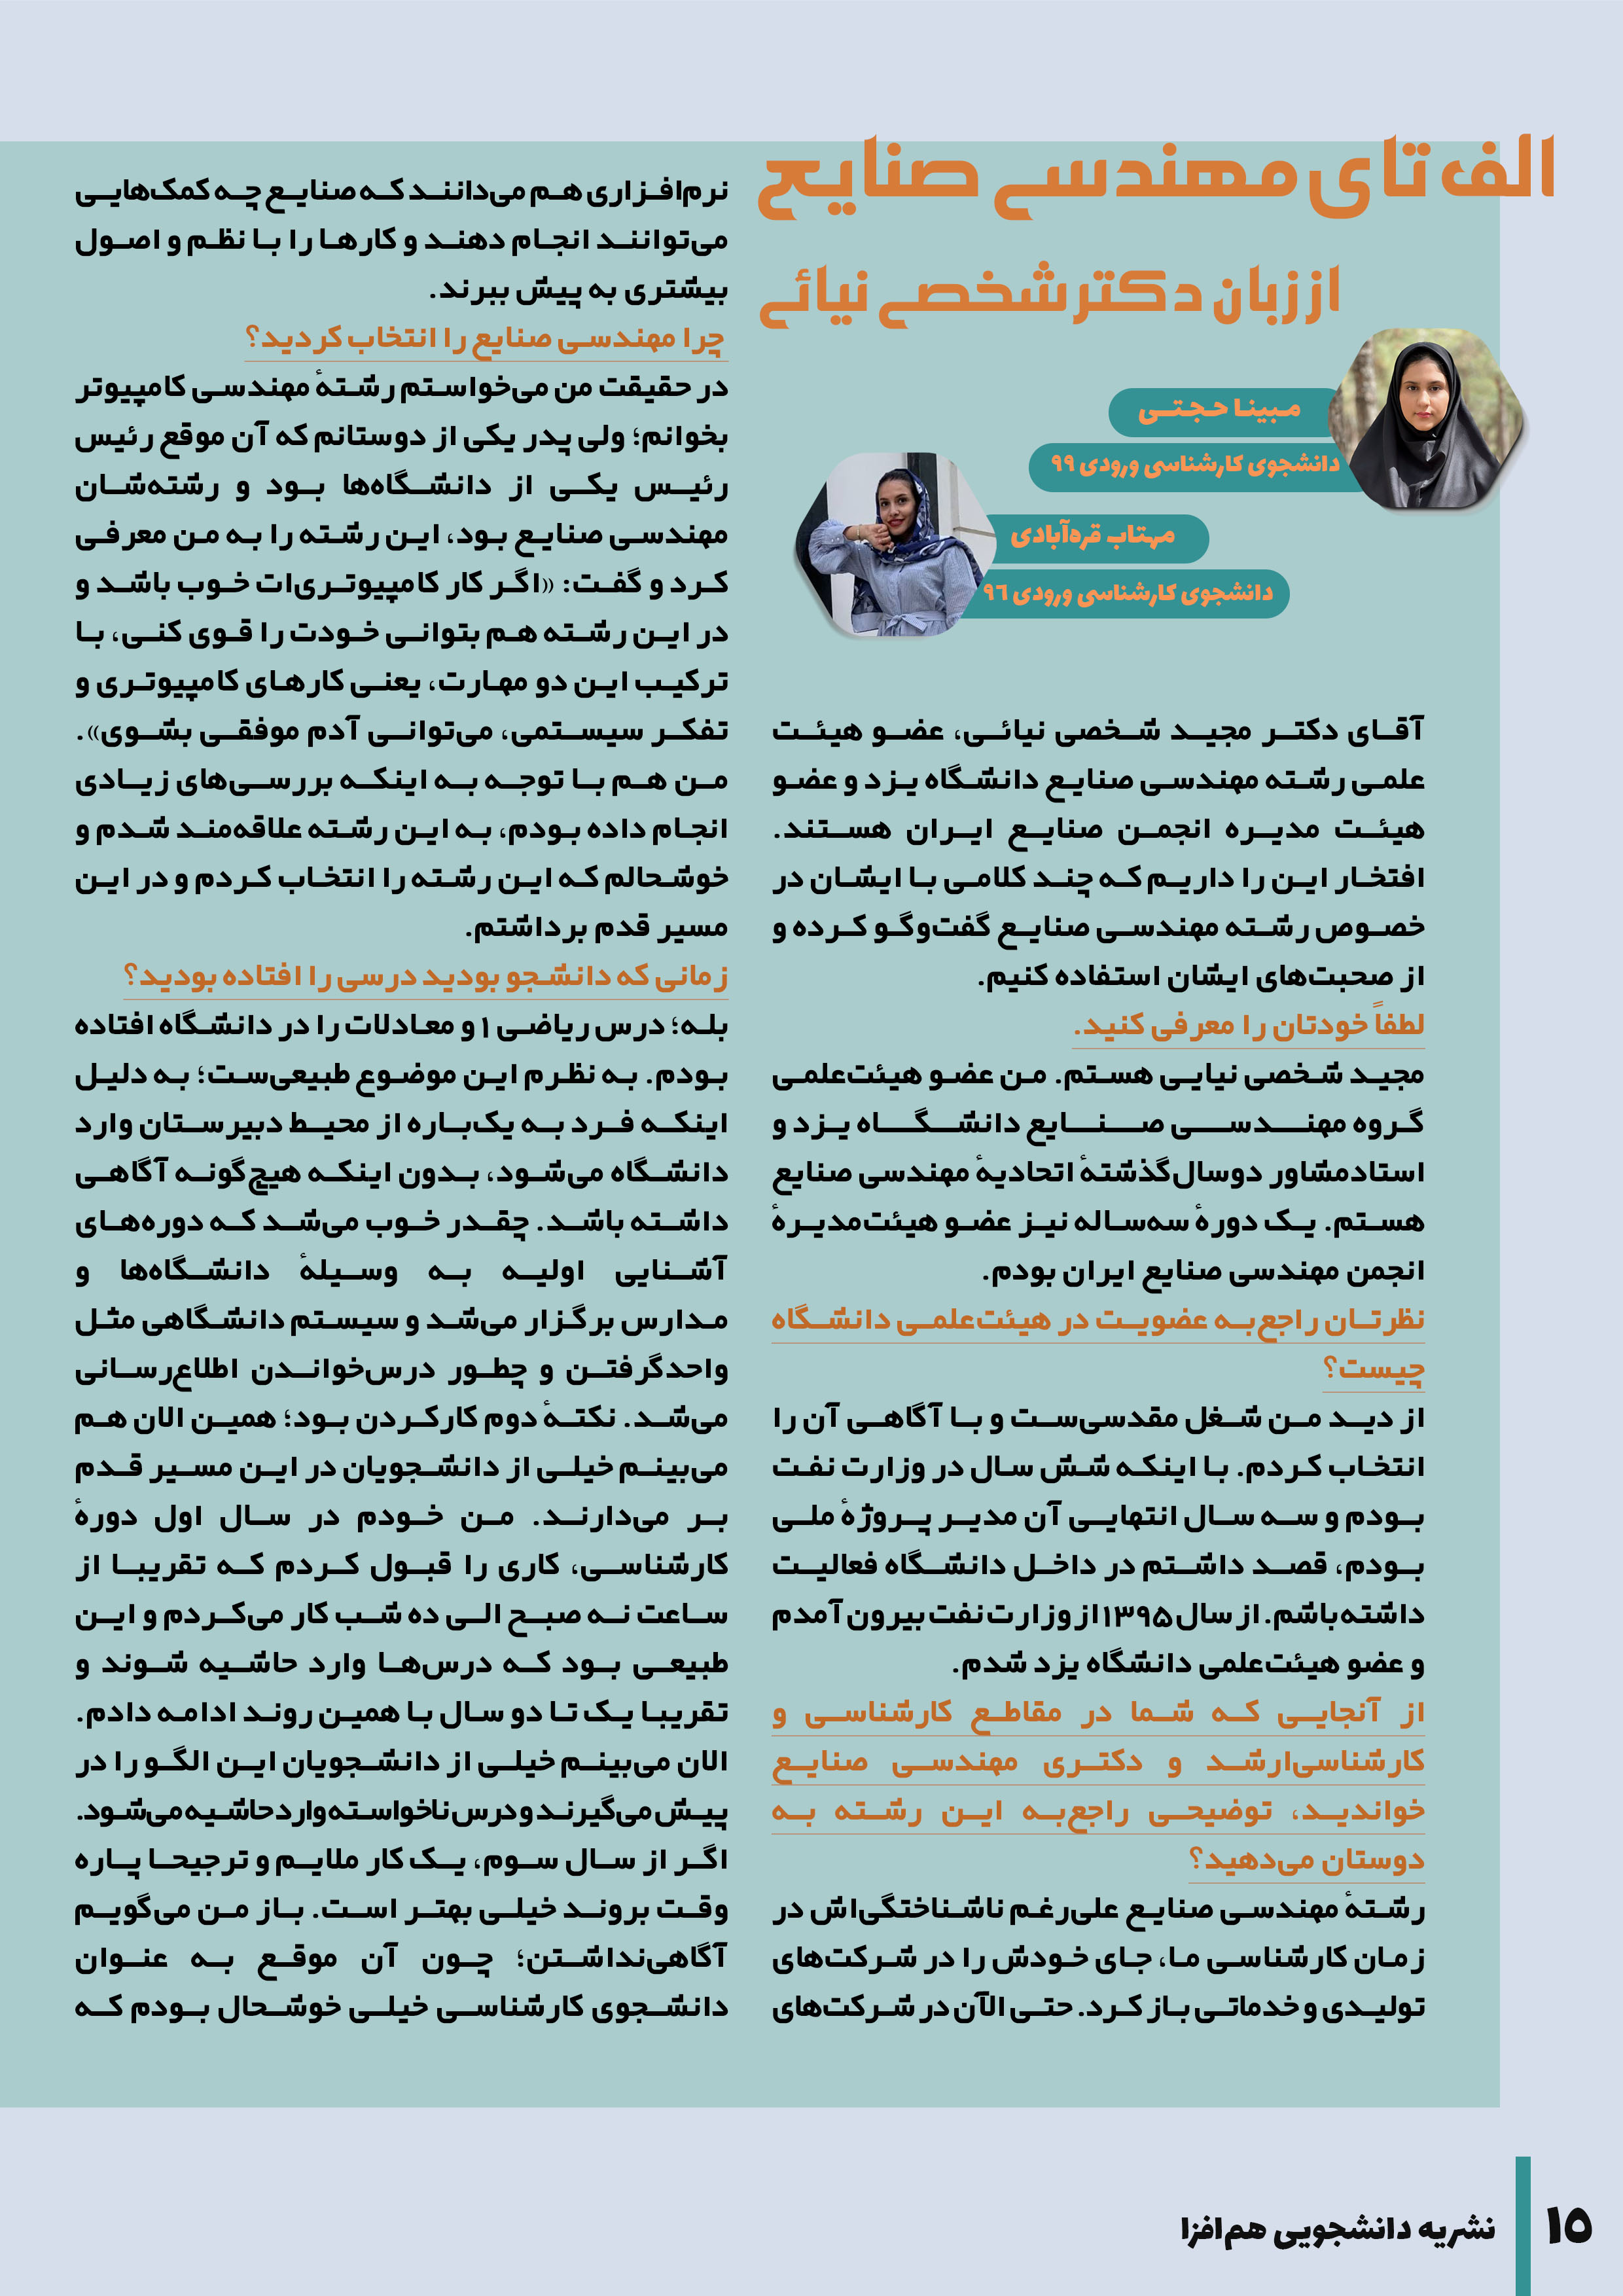 الف تای مهندسی صنایع
از زبان دکتر شخصی نیائی
مبینا حجتی
دانشجوی کارشناسی ورودی ۹۹
مهتاب قره‌آبادی
دانشجوی کارشناسی ورودی ۹۶
آقای دکتر مجید شخصی نیائی، عضو هیئت
علمی رشته مهندسی صنایع دانشگاه یزد و عضو
هیئت مدیره انجمن صنایع ایران هستند.
افتخار این را داریم که چند کلامی با ایشان در
خصوص رشته مهندسی صنایع گفت‌وگو کرده و
از صحبت‌های ایشان استفاده کنیم.
لطفاً خودتان را معرفی کنید.
مجید شخصی نیایی هستم. من عضو هیئت‌علمی
گروه مهندسی صنایع دانشگاه یزد و
استادمشاور دوسال‌گذشتهٔ اتحادیهٔ مهندسی صنایع
هستم. یک دورهٔ سه‌ساله نیز عضو هیئت‌مدیرهٔ
انجمن مهندسی صنایع ایران بودم.
نظرتان راجع‌به عضویت در هیئت‌علمی دانشگاه
چیست؟
از دید من شغل مقدسی‌ست و با آگاهی آن را
انتخاب کردم. با اینکه شش سال در وزارت نفت
بودم و سه سال انتهایی آن مدیر پروژهٔ ملی
بودم، قصد داشتم در داخل دانشگاه فعالیت
داشته‌باشم. از سال ۱۳۹۵ از وزارت نفت بیرون آمدم
و عضو هیئت‌علمی دانشگاه یزد شدم.
از آنجایی که شما در مقاطع کارشناسی و
کارشناسی‌ارشد و دکتری مهندسی صنایع
خواندید، توضیحی راجع‌به این رشته به
دوستان می‌دهید؟
رشتهٔ مهندسی صنایع علی‌رغم ناشناختگی‌اش در
زمان کارشناسی ما، جای خودش را در شرکت‌های
تولیدی و خدماتی باز کرد. حتی الآن در شرکت‌های
نرم‌افزاری هم می‌دانند که صنایع چه کمک‌هایی
می‌توانند انجام دهند و کارها را با نظم و اصول
بیشتری به پیش ببرند.
چرا مهندسی صنایع را انتخاب کردید؟
در حقیقت من می‌خواستم رشتهٔ مهندسی کامپیوتر
بخوانم؛ ولی پدر یکی از دوستانم که آن موقع رئیس
رئیس یکی از دانشگاه‌ها بود و رشته‌شان
مهندسی صنایع بود، این رشته را به من معرفی
کرد و گفت: «اگر کار کامپیوتری‌ات خوب باشد و
در این رشته هم بتوانی خودت را قوی کنی، با
ترکیب این دو مهارت، یعنی کارهای کامپیوتری و
تفکر سیستمی، می‌توانی آدم موفقی بشوی».
من هم با توجه به اینکه بررسی‌های زیادی
انجام داده بودم، به این رشته علاقه‌مند شدم و
خوشحالم که این رشته را انتخاب کردم و در این
مسیر قدم برداشتم.
زمانی که دانشجو بودید درسی را افتاده بودید؟
بله؛ درس ریاضی ۱ و معادلات را در دانشگاه افتاده
بودم. به نظرم این موضوع طبیعی‌ست؛ به دلیل
اینکه فرد به یک‌باره از محیط دبیرستان وارد
دانشگاه می‌شود، بدون اینکه هیچ‌گونه آگاهی
داشته باشد. چقدر خوب می‌شد که دوره‌های
آشنایی اولیه به وسیلهٔ دانشگاه‌ها و
مدارس برگزار می‌شد و سیستم دانشگاهی مثل
واحدگرفتن و چطور درس‌خواندن اطلاع‌رسانی
می‌شد. نکتهٔ دوم کارکردن بود؛ همین الان هم
می‌بینم خیلی از دانشجویان در این مسیر قدم
بر می‌دارند. من خودم در سال اول دورهٔ
کارشناسی، کاری را قبول کردم که تقریبا از
ساعت نه صبح الی ده شب کار می‌کردم و این
طبیعی بود که درس‌ها وارد حاشیه شوند و
تقریبا یک تا دو سال با همین روند ادامه دادم.
الان می‌بینم خیلی از دانشجویان این الگو را در
پیش می‌گیرند و درس ناخواسته وارد حاشیه می‌شود.
اگر از سال سوم، یک کار ملایم و ترجیحا پاره
وقت بروند خیلی بهتر است. باز من می‌گویم
آگاهی‌نداشتن؛ چون آن موقع به عنوان
دانشجوی کارشناسی خیلی خوشحال بودم که
نشریه دانشجویی هم‌افزا
۱۵